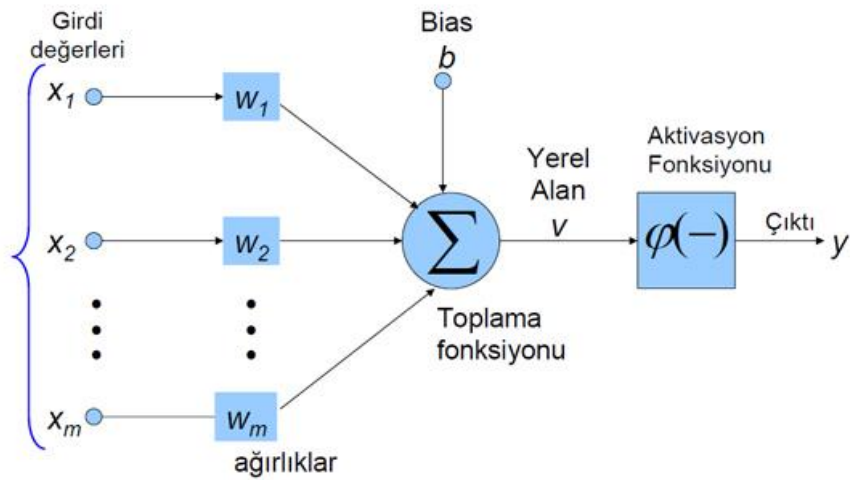 Girdi
değerleri
x1
w1
x2
w2
xm
wm
ağırlıklar
Bias
b
∑
Toplama
fonksiyonu
Yerel
Alan
v
Aktivasyon
Fonksiyonu
φ(−)
Çıktı
y